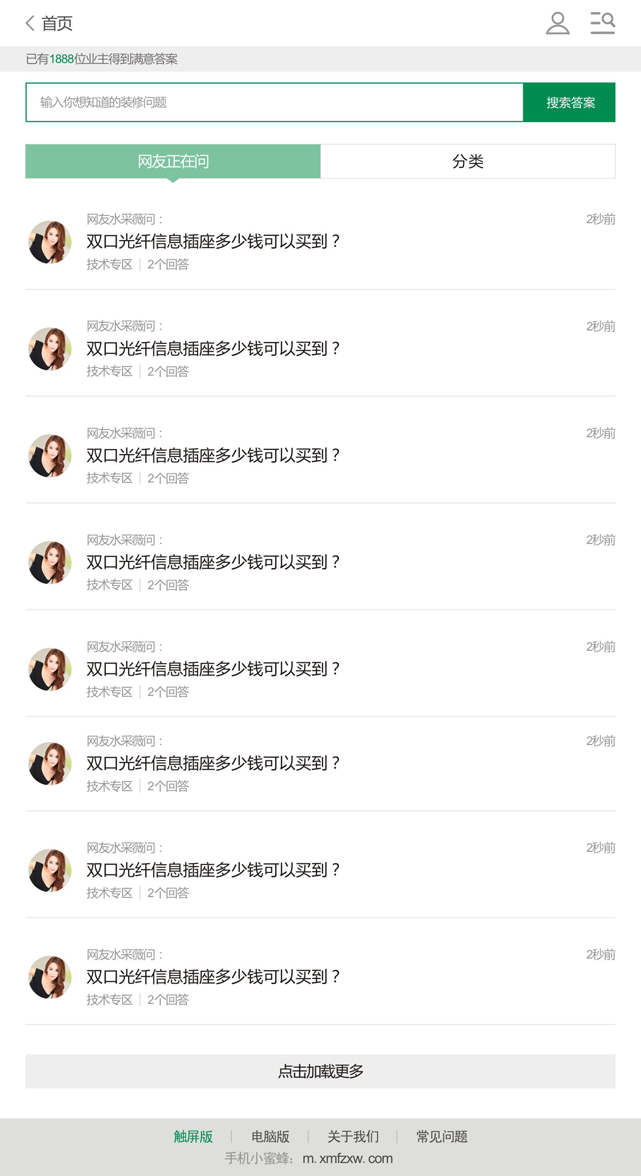 首页
已有1888位业主得到满意答案
输入你想知道的装修问题 搜索答案
网友正在问 分类
网友水采薇问： 2秒前
双口光纤信息插座多少钱可以买到？
技术专区 2个回答
网友水采薇问： 2秒前
双口光纤信息插座多少钱可以买到？
技术专区 2个回答
网友水采薇问： 2秒前
双口光纤信息插座多少钱可以买到？
技术专区 2个回答
网友水采薇问： 2秒前
双口光纤信息插座多少钱可以买到？
技术专区 2个回答
网友水采薇问： 2秒前
双口光纤信息插座多少钱可以买到？
技术专区 2个回答
网友水采薇问： 2秒前
双口光纤信息插座多少钱可以买到？
技术专区 2个回答
网友水采薇问： 2秒前
双口光纤信息插座多少钱可以买到？
技术专区 2个回答
网友水采薇问： 2秒前
双口光纤信息插座多少钱可以买到？
技术专区 2个回答
点击加载更多
触屏版 电脑版 关于我们 常见问题
手机小蜜蜂：m. xmfzxw. com